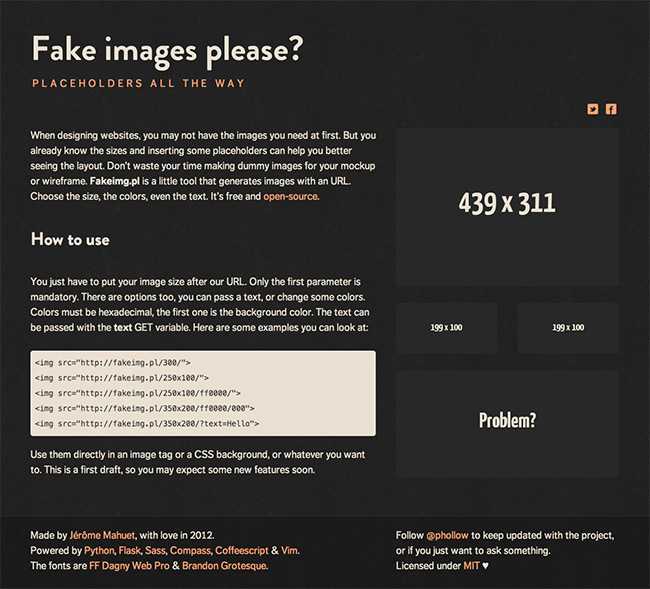 Fake images please?
PLACEHOLDERS ALL THE WAY
When designing websites, you may not have the images you need at first. But you
already know the sizes and inserting some placeholders can help you better
seeing the layout. Don't waste your time making dummy images for your mockup
or wireframe. Fakeimg.pl is a little tool that generates images with an URL.
Choose the size, the colors, even the text. It's free and open-source.
How to use
You just have to put your image size after our URL. Only the first parameter is
mandatory. There are options too, you can pass a text, or change some colors.
Colors must be hexadecimal, the first one is the background color. The text can
be passed with the text GET variable. Here are some examples you can look at:
<img src="http://fakeimg.pl/300/">
<img src="http://fakeimg.pl/250x100/">
<img src="http://fakeimg.pl/250x100/ff0000/">
<img src="http://fakeimg.pl/350x200/ff0000/000">
<img src="http://fakeimg.pl/350x200/?text=Hello">
Use them directly in an image tag or a CSS background, or whatever you want
to. This is a first draft, so you may expect some new features soon.
439 x 311
199 x 100
199 x 100
Problem?
Made by Jérôme Mahuet, with love in 2012.
Powered by Python, Flask, Sass, Compass, Coffeescript & Vim.
The fonts are FF Dagny Web Pro & Brandon Grotesque.
Follow @phollow to keep updated with the project,
or if you just want to ask something.
Licensed under MIT ♥